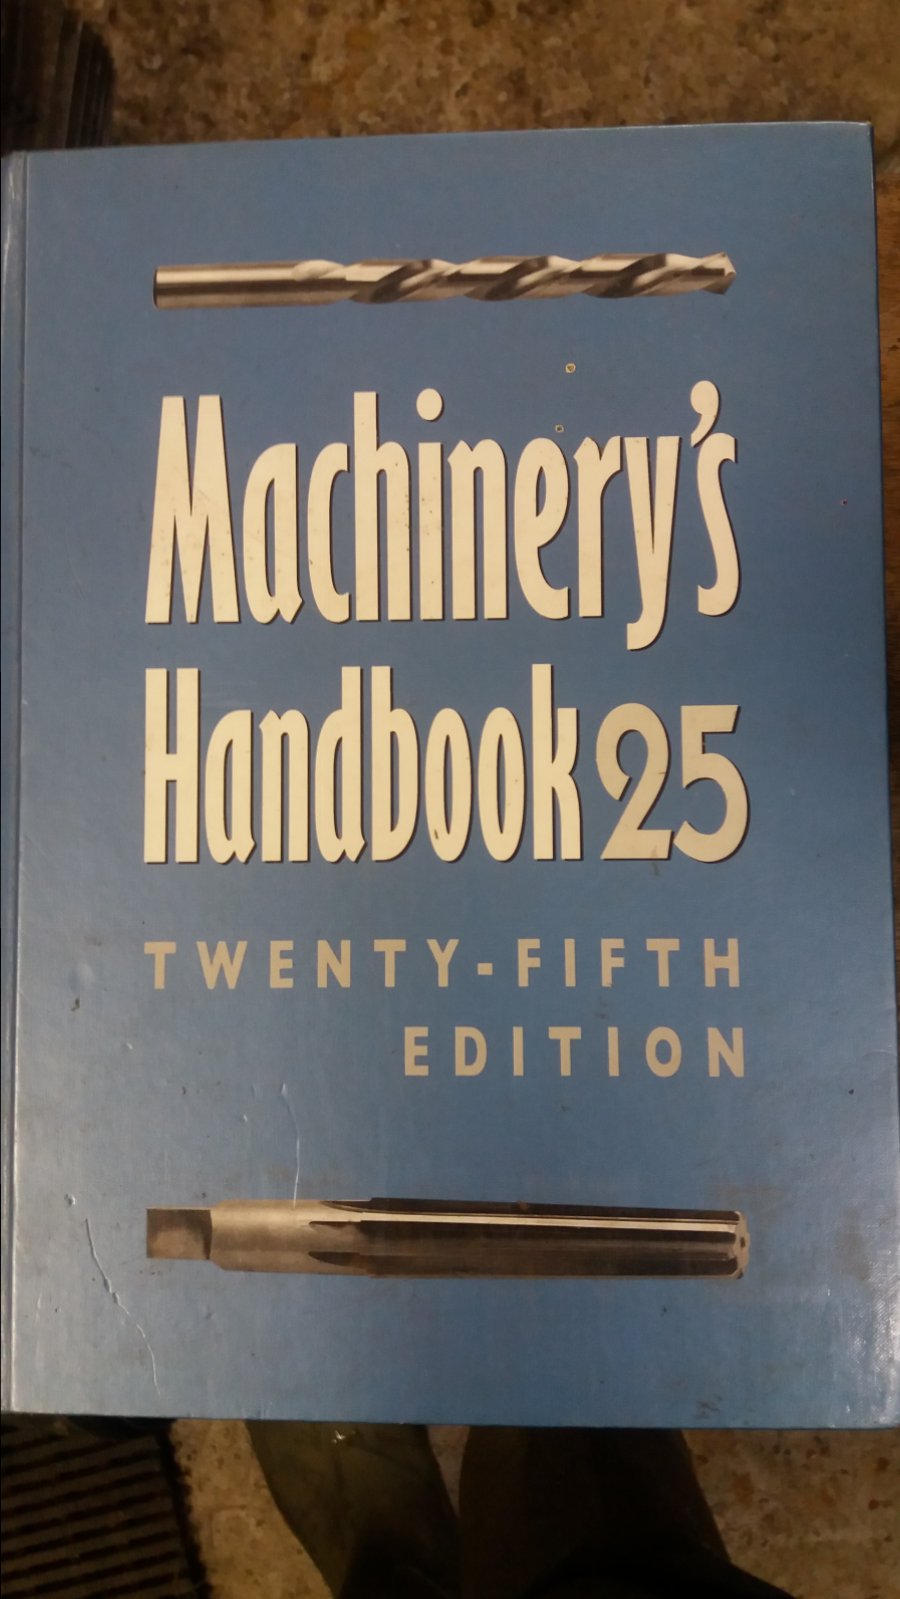 Machinery's
Handbook 25
TWENTY-FIFTH
EDITION